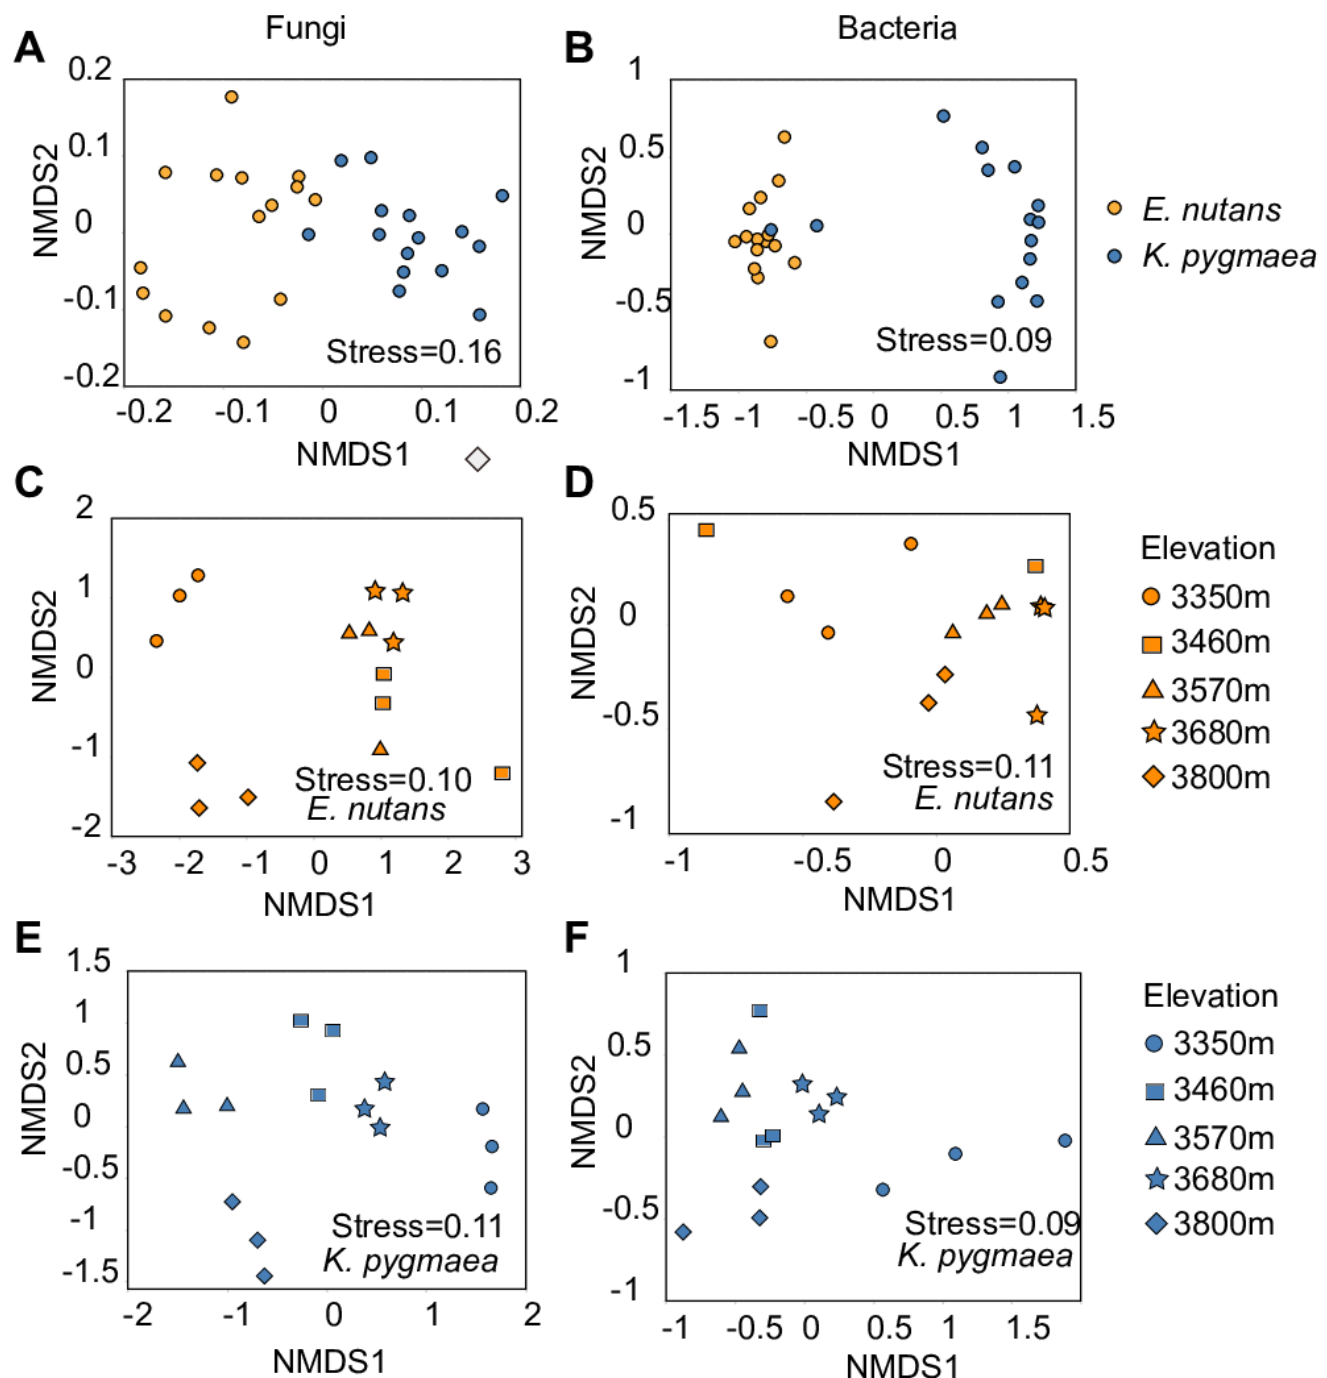 Fungi
Bacteria
A
B
0.2
0.1
0
-0.1
-0.2
NMDS2
Stress=0.16
-0.2 -0.1 0 0.1 0.2
NMDS1
1
0.5
0
-0.5
-1
NMDS2
Stress=0.09
-1.5 -1 -0.5 0 0.5 1 1.5
NMDS1
E. nutans
K. pygmaea
C
D
2
1
0
-1
-2
NMDS2
Stress=0.10
E. nutans
-3 -2 -1 0 1 2 3
NMDS1
0.5
0
-0.5
-1
NMDS2
Stress=0.11
E. nutans
-1 -0.5 0 0.5
NMDS1
Elevation
3350m
3460m
3570m
3680m
3800m
E
F
1.5
1
0.5
0
-0.5
-1
-1.5
NMDS2
Stress=0.11
K. pygmaea
-2 -1 0 1 2
NMDS1
1
0.5
0
-0.5
-1
NMDS2
Stress=0.09
K. pygmaea
-1 -0.5 0 0.5 1 1.5
NMDS1
Elevation
3350m
3460m
3570m
3680m
3800m